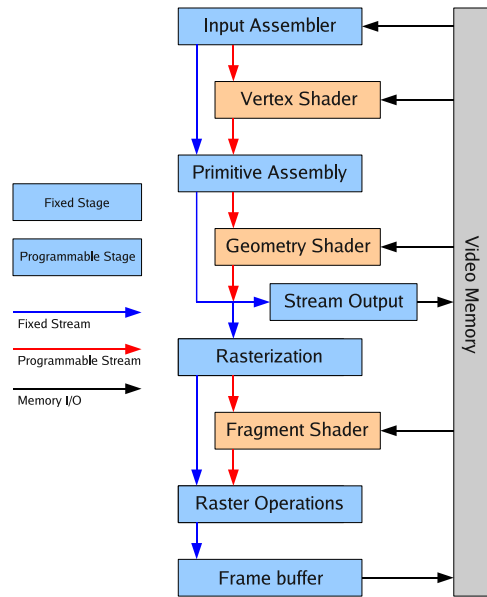 Input Assembler
Vertex Shader
Primitive Assembly
Fixed Stage
Geometry Shader
Programmable Stage
Video Memory
Stream Output
Fixed Stream
Rasterization
Programmable Stream
Memory I/O
Fragment Shader
Raster Operations
Frame buffer